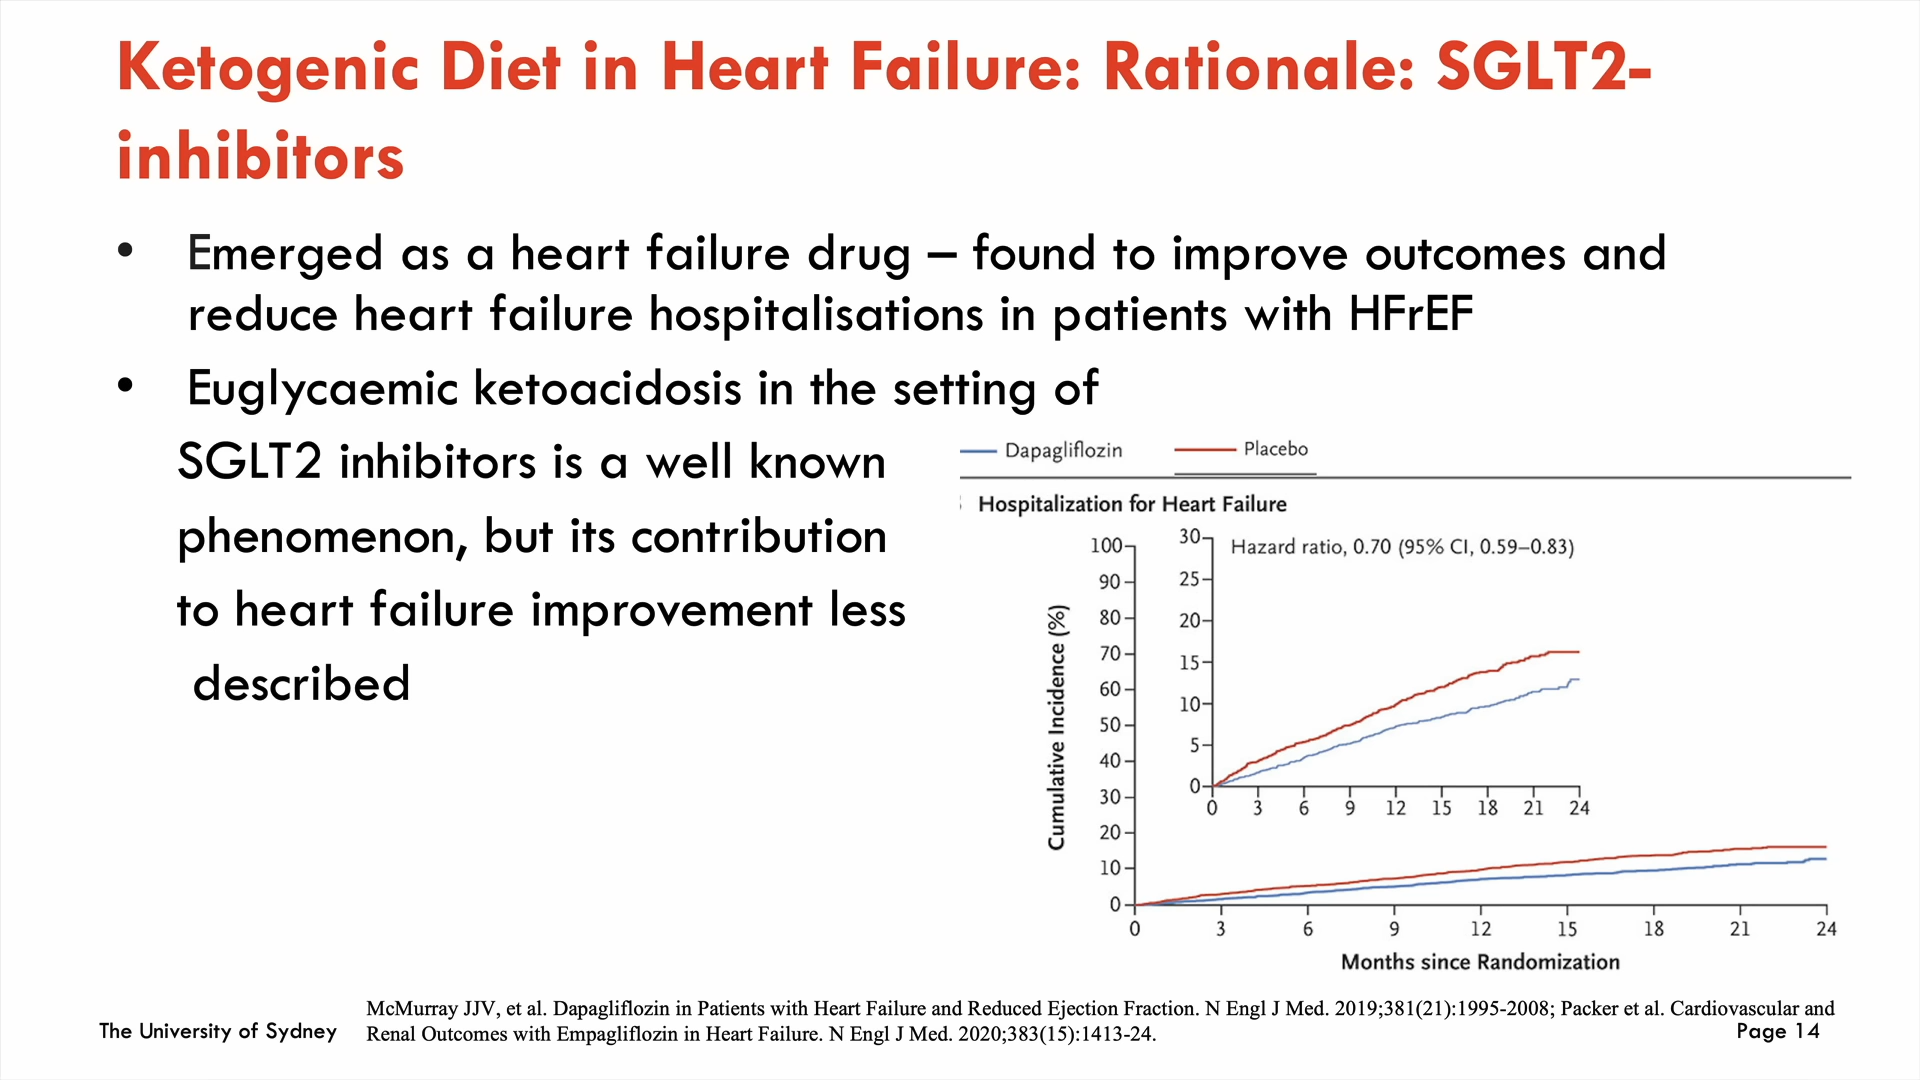 Ketogenic Diet in Heart Failure: Rationale: SGLT2-
inhibitors
• Emerged as a heart failure drug – found to improve outcomes and
reduce heart failure hospitalisations in patients with HFrEF
• Euglycaemic ketoacidosis in the setting of
SGLT2 inhibitors is a well known
phenomenon, but its contribution
to heart failure improvement less
described
Dapagliflozin Placebo
Hospitalization for Heart Failure
Hazard ratio, 0.70 (95% CI, 0.59–0.83)
Cumulative Incidence (%)
100
90
80
70
60
50
40
30
20
10
0
30
25
20
15
10
5
0
0 3 6 9 12 15 18 21 24
0 3 6 9 12 15 18 21 24
Months since Randomization
McMurray JJV, et al. Dapagliflozin in Patients with Heart Failure and Reduced Ejection Fraction. N Engl J Med. 2019;381(21):1995-2008; Packer et al. Cardiovascular and
Renal Outcomes with Empagliflozin in Heart Failure. N Engl J Med. 2020;383(15):1413-24.
The University of Sydney
Page 14